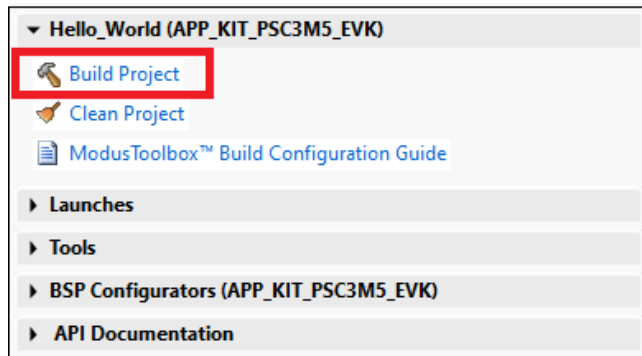 Hello_World (APP_KIT_PSC3M5_EVK)
Build Project
Clean Project
ModusToolbox™ Build Configuration Guide
Launches
Tools
BSP Configurators (APP_KIT_PSC3M5_EVK)
API Documentation